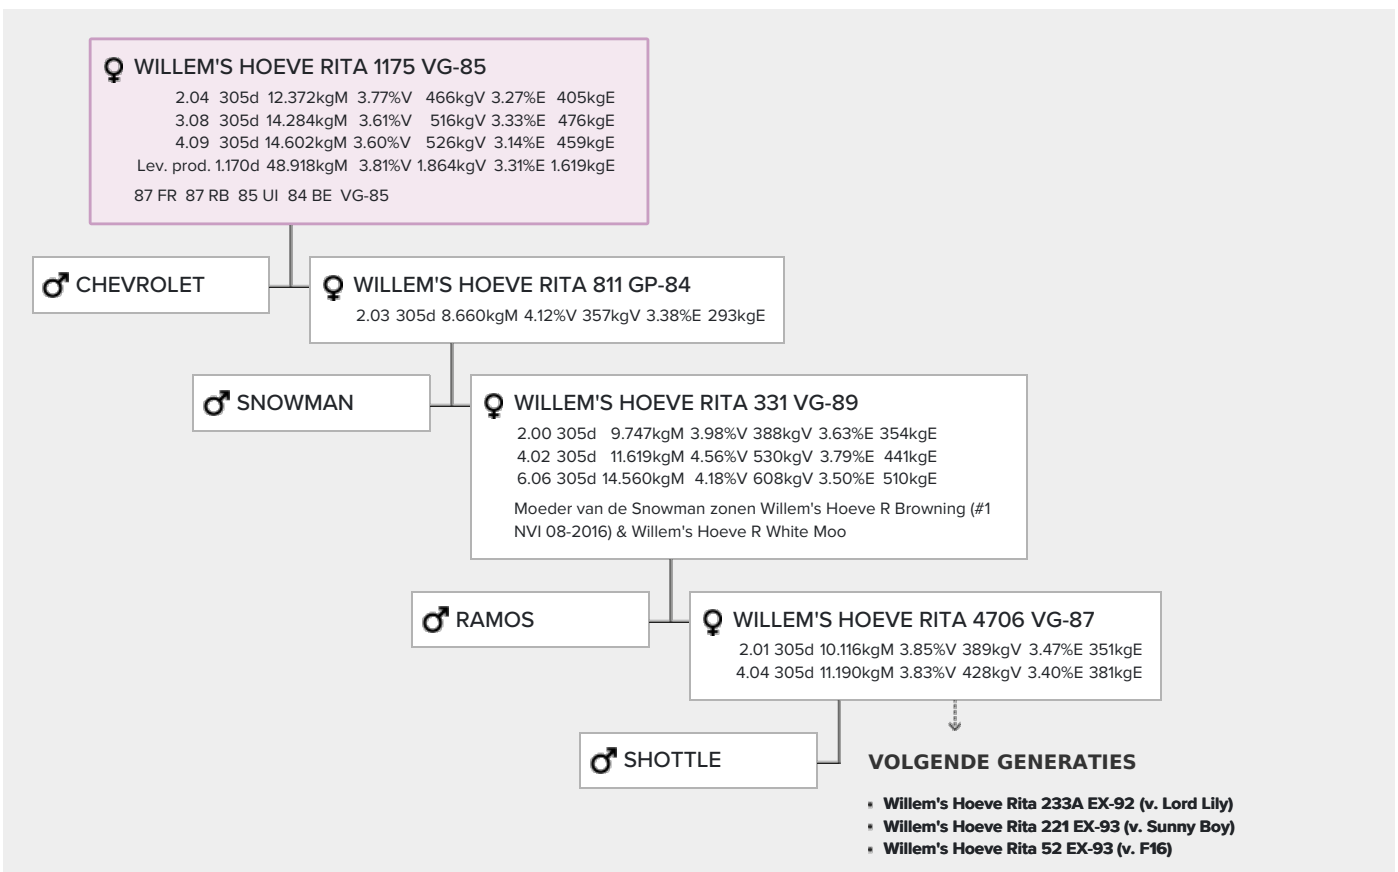 WILLEM'S HOEVE RITA 1175 VG-85
2.04 305d 12.372kgM 3.77%V 466kgV 3.27%E 405kgE
3.08 305d 14.284kgM 3.61%V 516kgV 3.33%E 476kgE
4.09 305d 14.602kgM 3.60%V 526kgV 3.14%E 459kgE
Lev. prod. 1.170d 48.918kgM 3.81%V 1.864kgV 3.31%E 1.619kgE
87 FR 87 RB 85 UI 84 BE VG-85
CHEVROLET
WILLEM'S HOEVE RITA 811 GP-84
2.03 305d 8.660kgM 4.12%V 357kgV 3.38%E 293kgE
SNOWMAN
WILLEM'S HOEVE RITA 331 VG-89
2.00 305d 9.747kgM 3.98%V 388kgV 3.63%E 354kgE
4.02 305d 11.619kgM 4.56%V 530kgV 3.79%E 441kgE
6.06 305d 14.560kgM 4.18%V 608kgV 3.50%E 510kgE
Moeder van de Snowman zonen Willem's Hoeve R Browning (#1
NVI 08-2016) & Willem's Hoeve R White Moo
RAMOS
WILLEM'S HOEVE RITA 4706 VG-87
2.01 305d 10.116kgM 3.85%V 389kgV 3.47%E 351kgE
4.04 305d 11.190kgM 3.83%V 428kgV 3.40%E 381kgE
SHOTTLE
VOLGENDE GENERATIES
Willem's Hoeve Rita 233A EX-92 (v. Lord Lily)
Willem's Hoeve Rita 221 EX-93 (v. Sunny Boy)
Willem's Hoeve Rita 52 EX-93 (v. F16)